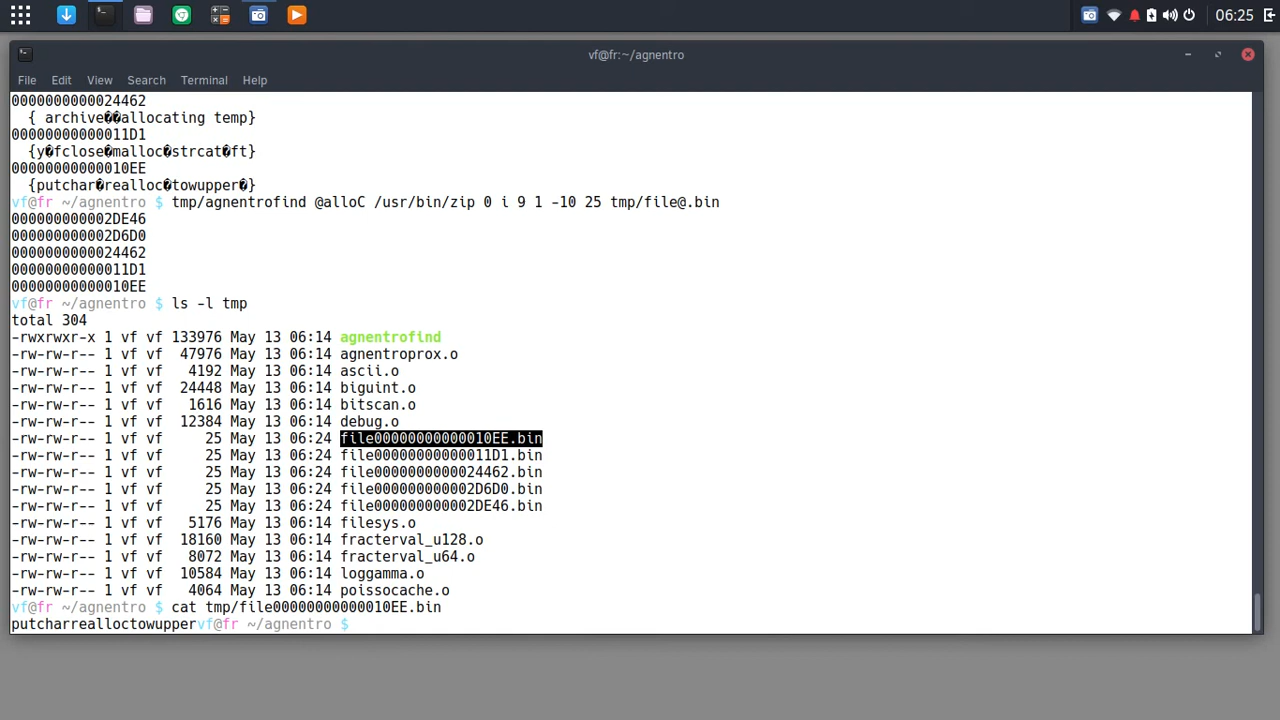 06:25
vf@fr:~/agnentro
File Edit View Search Terminal Help
0000000000024462
{ archive��allocating temp}
00000000000011D1
{y�fclose�malloc�strcat�ft}
00000000000010EE
{putchar�realloc�towupper�}
vf@fr ~/agnentro $ tmp/agnentrofind @alloC /usr/bin/zip 0 i 9 1 -10 25 tmp/file@.bin
000000000002DE46
000000000002D6D0
0000000000024462
00000000000011D1
00000000000010EE
vf@fr ~/agnentro $ ls -l tmp
total 304
-rwxrwxr-x 1 vf vf 133976 May 13 06:14 agnentrofind
-rw-rw-r-- 1 vf vf 47976 May 13 06:14 agnentroprox.o
-rw-rw-r-- 1 vf vf 4192 May 13 06:14 ascii.o
-rw-rw-r-- 1 vf vf 24448 May 13 06:14 biguint.o
-rw-rw-r-- 1 vf vf 1616 May 13 06:14 bitscan.o
-rw-rw-r-- 1 vf vf 12384 May 13 06:14 debug.o
-rw-rw-r-- 1 vf vf 25 May 13 06:24 file00000000000010EE.bin
-rw-rw-r-- 1 vf vf 25 May 13 06:24 file00000000000011D1.bin
-rw-rw-r-- 1 vf vf 25 May 13 06:24 file0000000000024462.bin
-rw-rw-r-- 1 vf vf 25 May 13 06:24 file000000000002D6D0.bin
-rw-rw-r-- 1 vf vf 25 May 13 06:24 file000000000002DE46.bin
-rw-rw-r-- 1 vf vf 5176 May 13 06:14 filesys.o
-rw-rw-r-- 1 vf vf 18160 May 13 06:14 fracterval_u128.o
-rw-rw-r-- 1 vf vf 8072 May 13 06:14 fracterval_u64.o
-rw-rw-r-- 1 vf vf 10584 May 13 06:14 loggamma.o
-rw-rw-r-- 1 vf vf 4064 May 13 06:14 poissocache.o
vf@fr ~/agnentro $ cat tmp/file00000000000010EE.bin
putcharrealloctowuppervf@fr ~/agnentro $